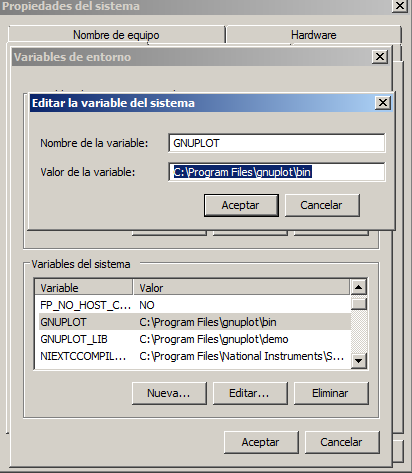 Propiedades del sistema
Nombre de equipo Hardware
Variables de entorno
Editar la variable del sistema
Nombre de la variable: GNUPLOT
Valor de la variable: C:\Program Files\gnuplot\bin
Aceptar Cancelar
Variables del sistema
Variable Valor
FP_NO_HOST_C... NO
GNUPLOT C:\Program Files\gnuplot\bin
GNUPLOT_LIB C:\Program Files\gnuplot\demo
NIEXTCCOMPIL... C:\Program Files\National Instruments\S...
Nueva... Editar... Eliminar
Aceptar Cancelar